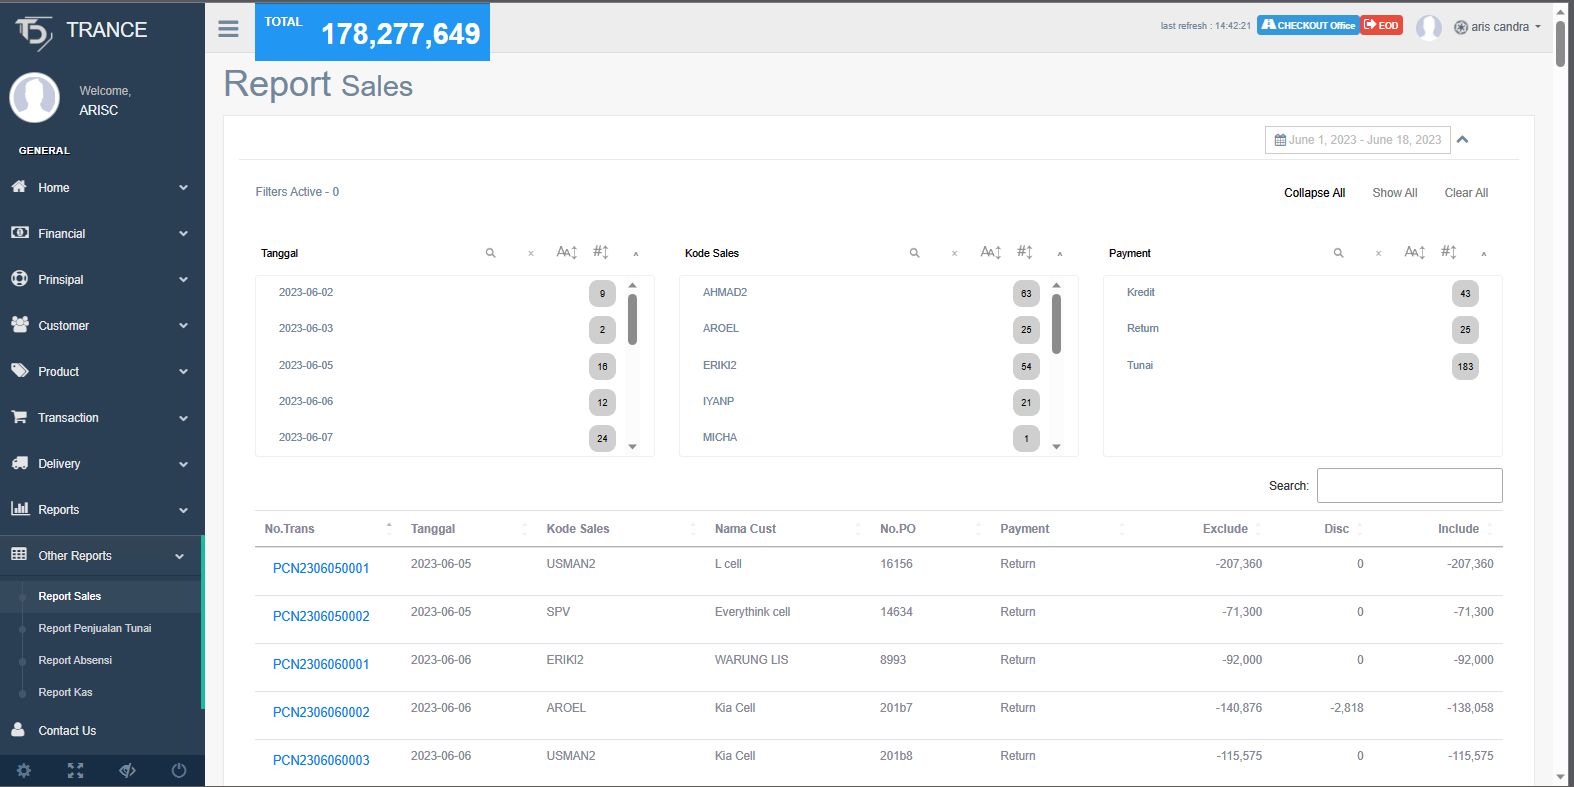 TRANCE
TOTAL
178,277,649
last refresh : 14:42:21
CHECKOUT Office
EOD
aris candra
Welcome,
ARISC
GENERAL
Home
Financial
Prinsipal
Customer
Product
Transaction
Delivery
Reports
Other Reports
Report Sales
Report Penjualan Tunai
Report Absensi
Report Kas
Contact Us
Report Sales
June 1, 2023 - June 18, 2023
Filters Active - 0
Collapse All Show All Clear All
Tanggal
2023-06-02 9
2023-06-03 2
2023-06-05 16
2023-06-06 12
2023-06-07 24
Kode Sales
AHMAD2 63
AROEL 25
ERIKI2 54
IYANP 21
MICHA 1
Payment
Kredit 43
Return 25
Tunai 183
Search:
No.Trans Tanggal Kode Sales Nama Cust No.PO Payment Exclude Disc Include
PCN2306050001 2023-06-05 USMAN2 L cell 16156 Return -207,360 0 -207,360
PCN2306050002 2023-06-05 SPV Everythink cell 14634 Return -71,300 0 -71,300
PCN2306060001 2023-06-06 ERIKI2 WARUNG LIS 8993 Return -92,000 0 -92,000
PCN2306060002 2023-06-06 AROEL Kia Cell 201b7 Return -140,876 -2,818 -138,058
PCN2306060003 2023-06-06 USMAN2 Kia Cell 201b8 Return -115,575 0 -115,575